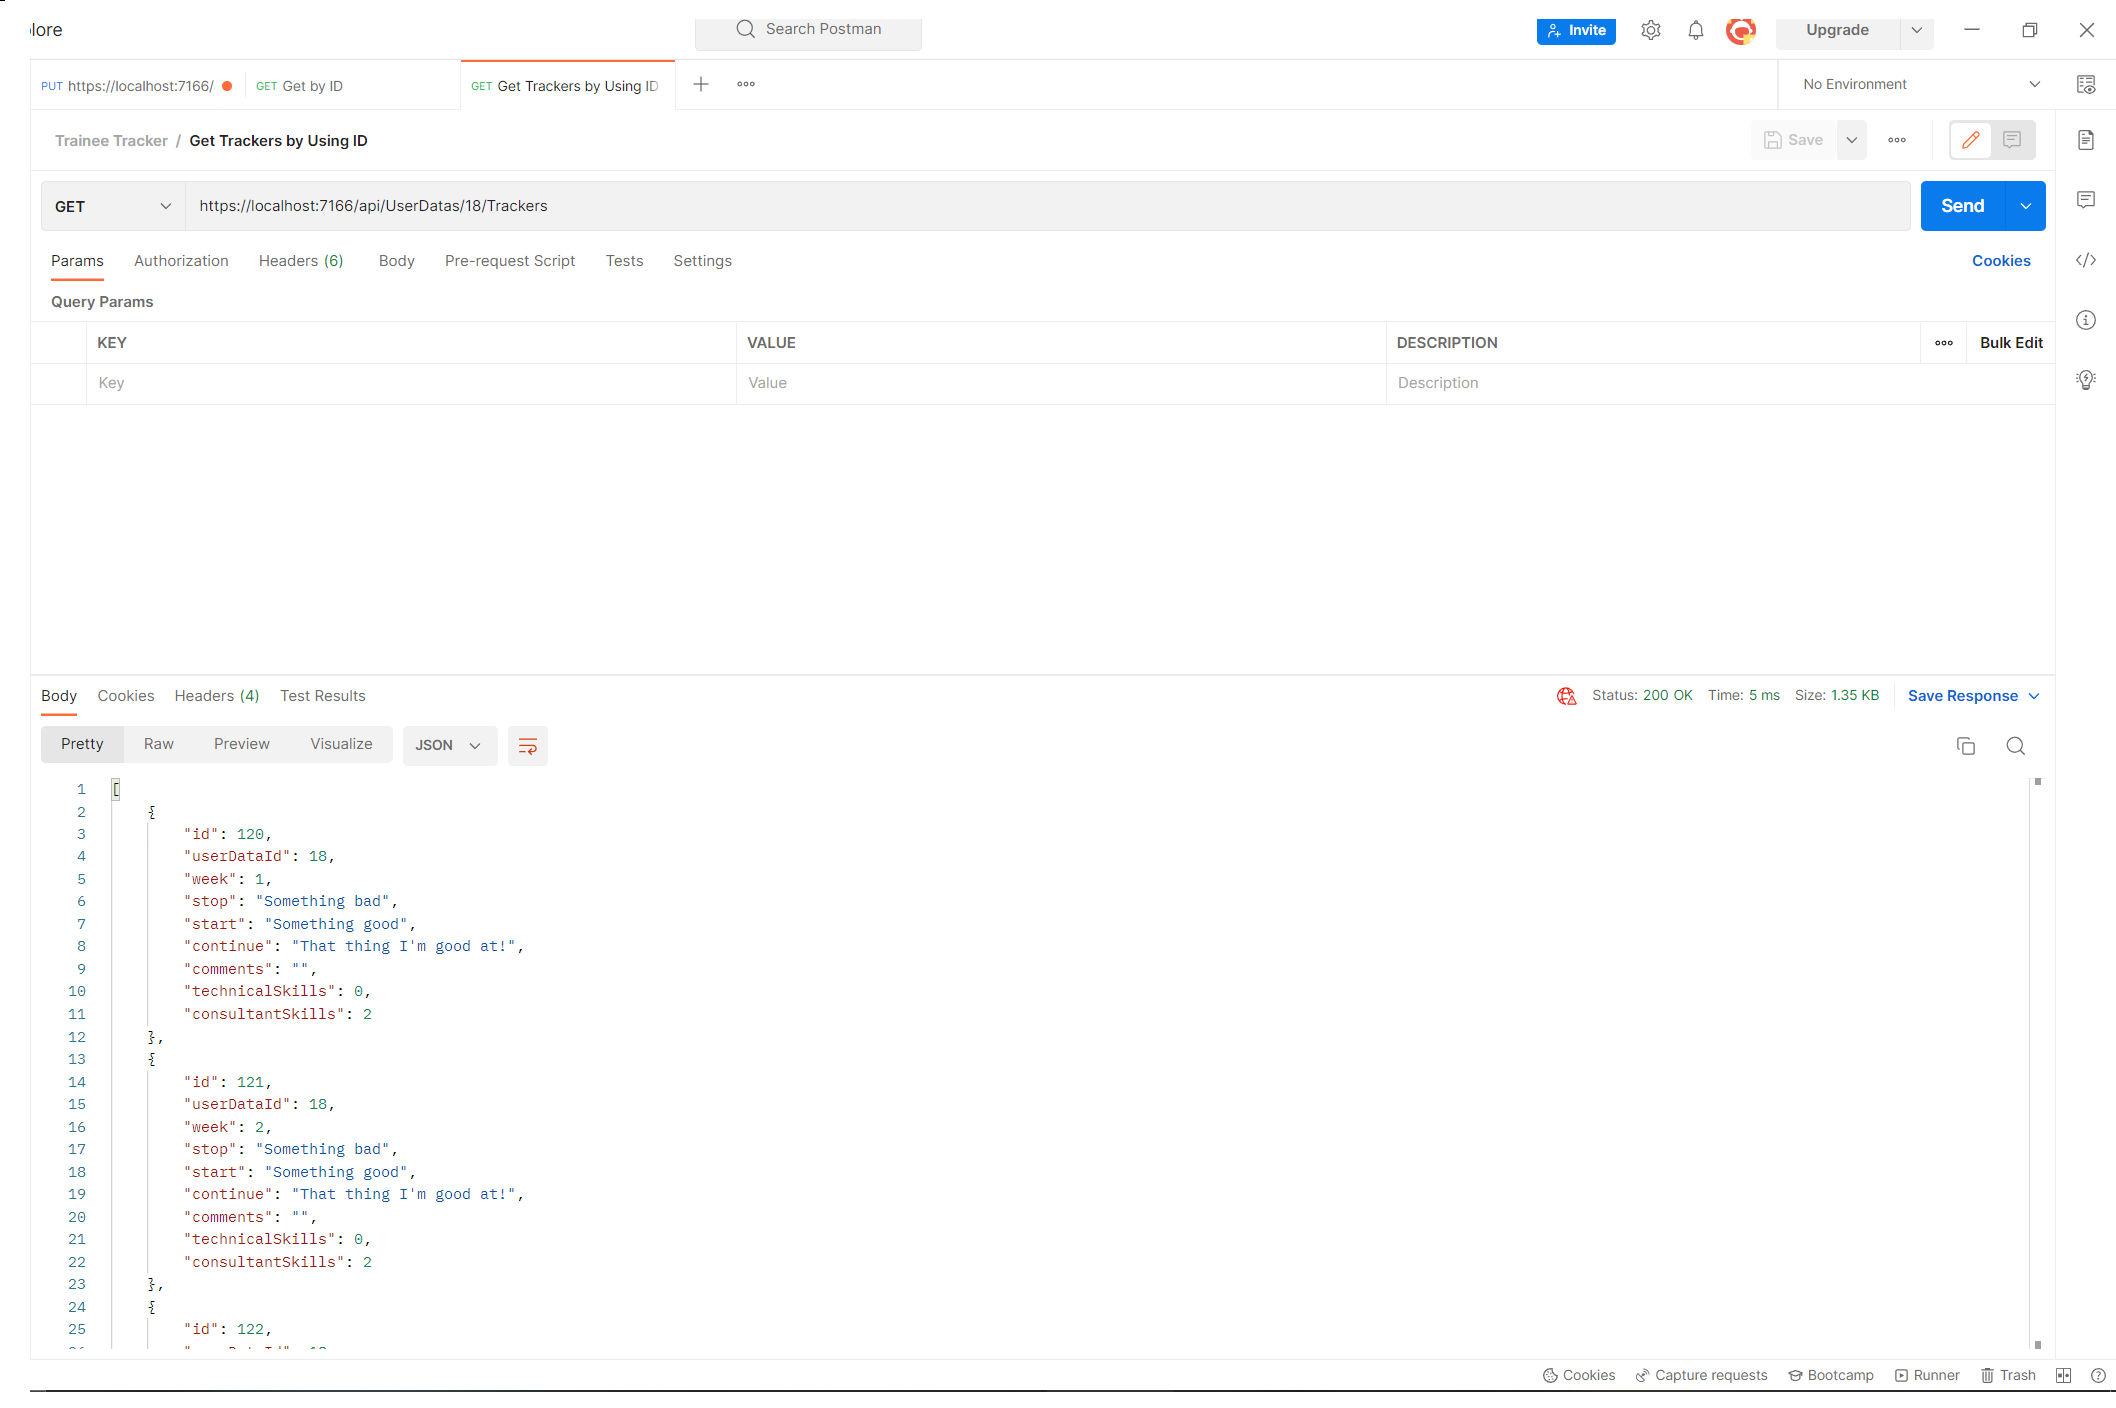 lore
Search Postman
Invite
Upgrade
PUT https://localhost:7166/
GET Get by ID
GET Get Trackers by Using ID
No Environment
Trainee Tracker / Get Trackers by Using ID
Save
GET
https://localhost:7166/api/UserDatas/18/Trackers
Send
Params Authorization Headers (6) Body Pre-request Script Tests Settings
Cookies
Query Params
KEY VALUE DESCRIPTION Bulk Edit
Key Value Description
Body Cookies Headers (4) Test Results
Status: 200 OK Time: 5 ms Size: 1.35 KB Save Response
Pretty Raw Preview Visualize JSON
1 [
2 {
3 "id": 120,
4 "userDataId": 18,
5 "week": 1,
6 "stop": "Something bad",
7 "start": "Something good",
8 "continue": "That thing I'm good at!",
9 "comments": "",
10 "technicalSkills": 0,
11 "consultantSkills": 2
12 },
13 {
14 "id": 121,
15 "userDataId": 18,
16 "week": 2,
17 "stop": "Something bad",
18 "start": "Something good",
19 "continue": "That thing I'm good at!",
20 "comments": "",
21 "technicalSkills": 0,
22 "consultantSkills": 2
23 },
24 {
25 "id": 122,
Cookies Capture requests Bootcamp Runner Trash